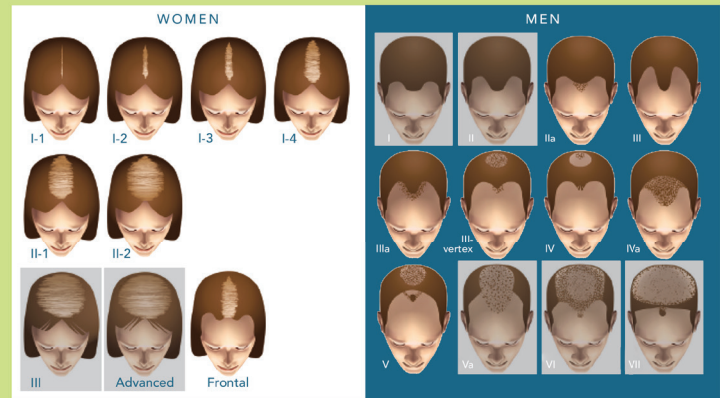 WOMEN
I-1
I-2
I-3
I-4
II-1
II-2
III
Advanced
Frontal
MEN
I
II
IIa
III
IIIa
III-
vertex
IV
IVa
V
Va
VI
VII